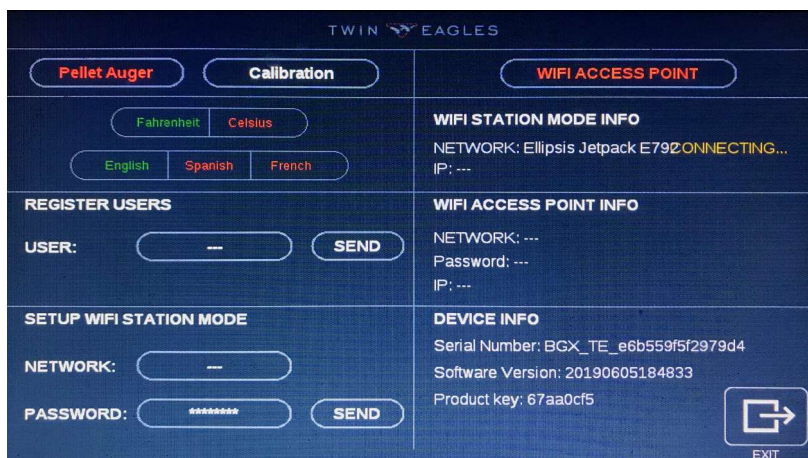 TWIN EAGLES
Pellet Auger
Calibration
WIFI ACCESS POINT
Fahrenheit
Celsius
English
Spanish
French
WIFI STATION MODE INFO
NETWORK: Ellipsis Jetpack E792CONNECTING...
IP: ---
REGISTER USERS
USER:
---
SEND
WIFI ACCESS POINT INFO
NETWORK: ---
Password: ---
IP: ---
SETUP WIFI STATION MODE
NETWORK:
---
PASSWORD:
********
SEND
DEVICE INFO
Serial Number: BGX_TE_e6b559f5f2979d4
Software Version: 20190605184833
Product key: 67aa0cf5
EXIT